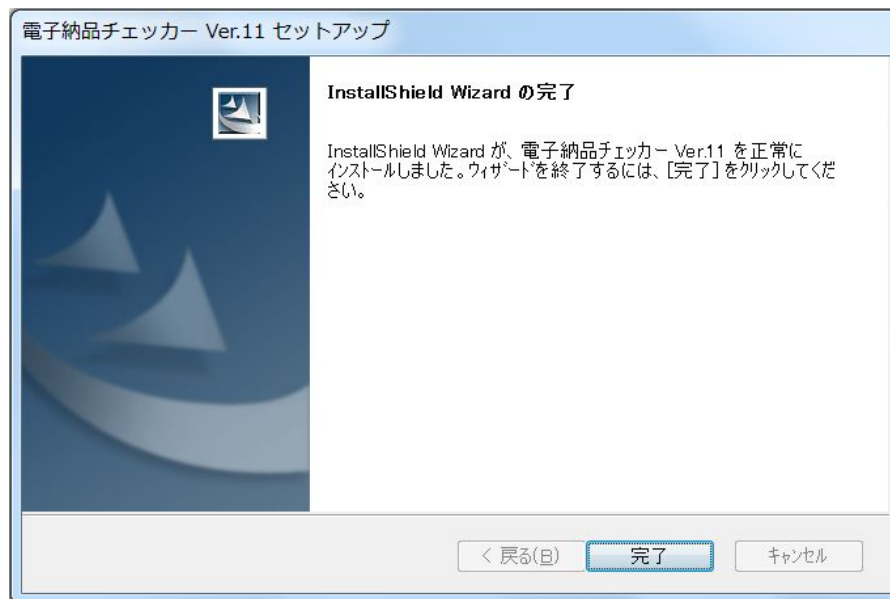 電子納品チェッカー Ver.11 セットアップ
InstallShield Wizard の完了
InstallShield Wizard が、電子納品チェッカー Ver.11 を正常に
インストールしました。ウィザードを終了するには、[完了]をクリックしてくだ
さい。
< 戻る(B)
完了
キャンセル